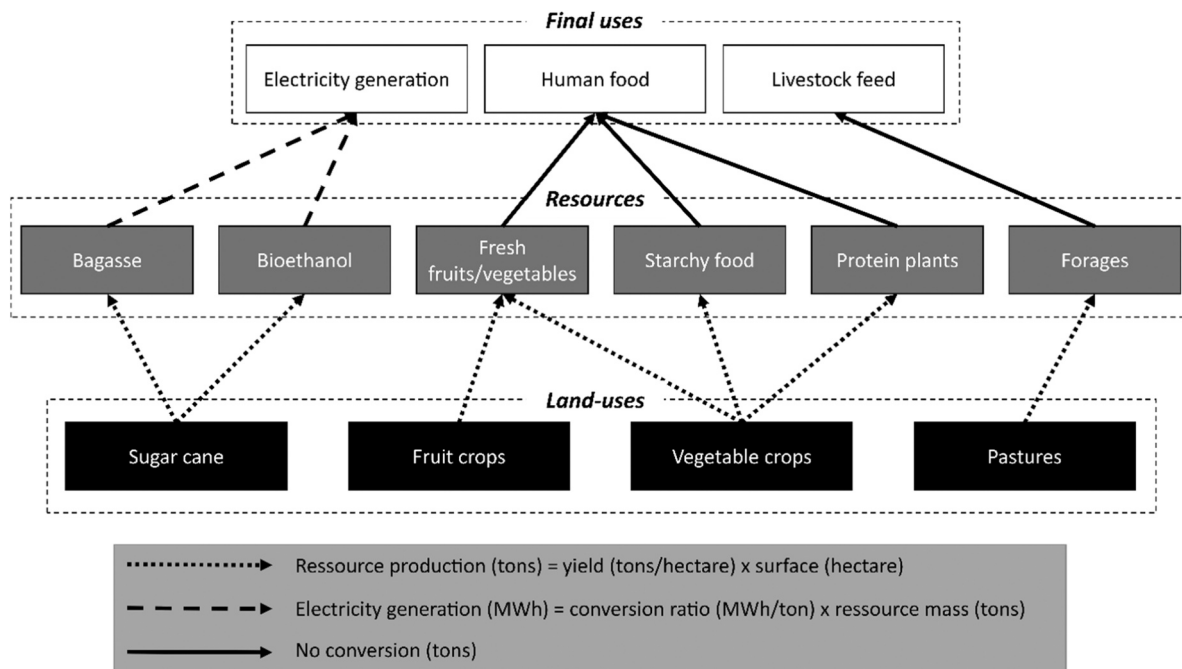 Final uses
Electricity generation
Human food
Livestock feed
Resources
Bagasse
Bioethanol
Fresh
fruits/vegetables
Starchy food
Protein plants
Forages
Land-uses
Sugar cane
Fruit crops
Vegetable crops
Pastures
Ressource production (tons) = yield (tons/hectare) x surface (hectare)
Electricity generation (MWh) = conversion ratio (MWh/ton) x ressource mass (tons)
No conversion (tons)